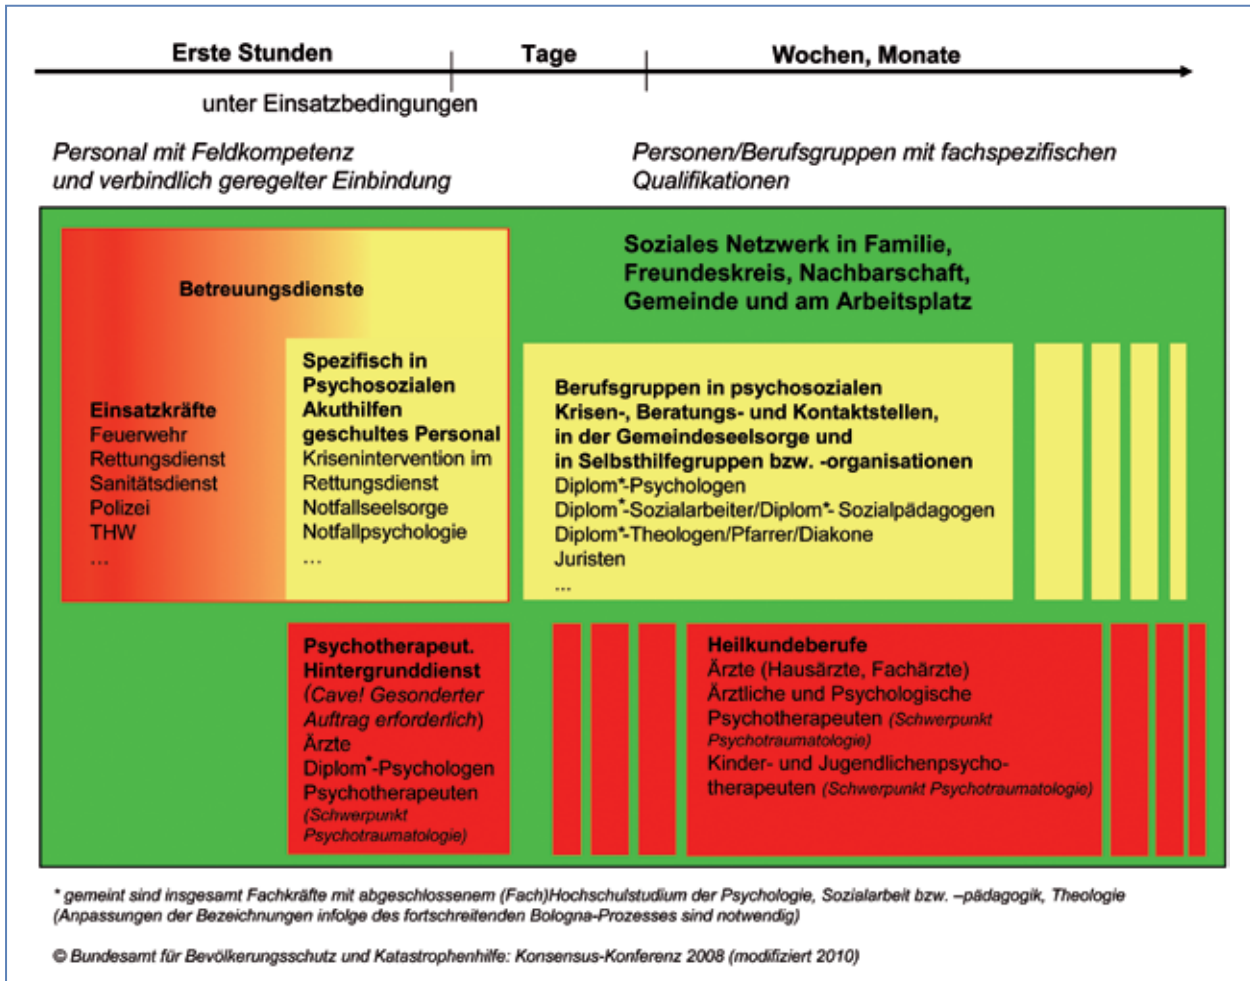 Erste Stunden
Tage
Wochen, Monate
unter Einsatzbedingungen
Personal mit Feldkompetenz
und verbindlich geregelter Einbindung
Personen/Berufsgruppen mit fachspezifischen
Qualifikationen
Soziales Netzwerk in Familie,
Freundeskreis, Nachbarschaft,
Gemeinde und am Arbeitsplatz
Betreuungsdienste
Einsatzkräfte
Feuerwehr
Rettungsdienst
Sanitätsdienst
Polizei
THW
...
Spezifisch in
Psychosozialen
Akuthilfen
geschultes Personal
Krisenintervention im
Rettungsdienst
Notfallseelsorge
Notfallpsychologie
...
Berufsgruppen in psychosozialen
Krisen-, Beratungs- und Kontaktstellen,
in der Gemeindeseelsorge und
in Selbsthilfegruppen bzw. -organisationen
Diplom*-Psychologen
Diplom*-Sozialarbeiter/Diplom*- Sozialpädagogen
Diplom*-Theologen/Pfarrer/Diakone
Juristen
...
Psychotherapeut.
Hintergrunddienst
(Cave! Gesonderter
Auftrag erforderlich)
Ärzte
Diplom*-Psychologen
Psychotherapeuten
(Schwerpunkt
Psychotraumatologie)
Heilkundeberufe
Ärzte (Hausärzte, Fachärzte)
Ärztliche und Psychologische
Psychotherapeuten (Schwerpunkt
Psychotraumatologie)
Kinder- und Jugendlichenpsycho-
therapeuten (Schwerpunkt Psychotraumatologie)
* gemeint sind insgesamt Fachkräfte mit abgeschlossenem (Fach)Hochschulstudium der Psychologie, Sozialarbeit bzw. –pädagogik, Theologie
(Anpassungen der Bezeichnungen infolge des fortschreitenden Bologna-Prozesses sind notwendig)
© Bundesamt für Bevölkerungsschutz und Katastrophenhilfe: Konsensus-Konferenz 2008 (modifiziert 2010)